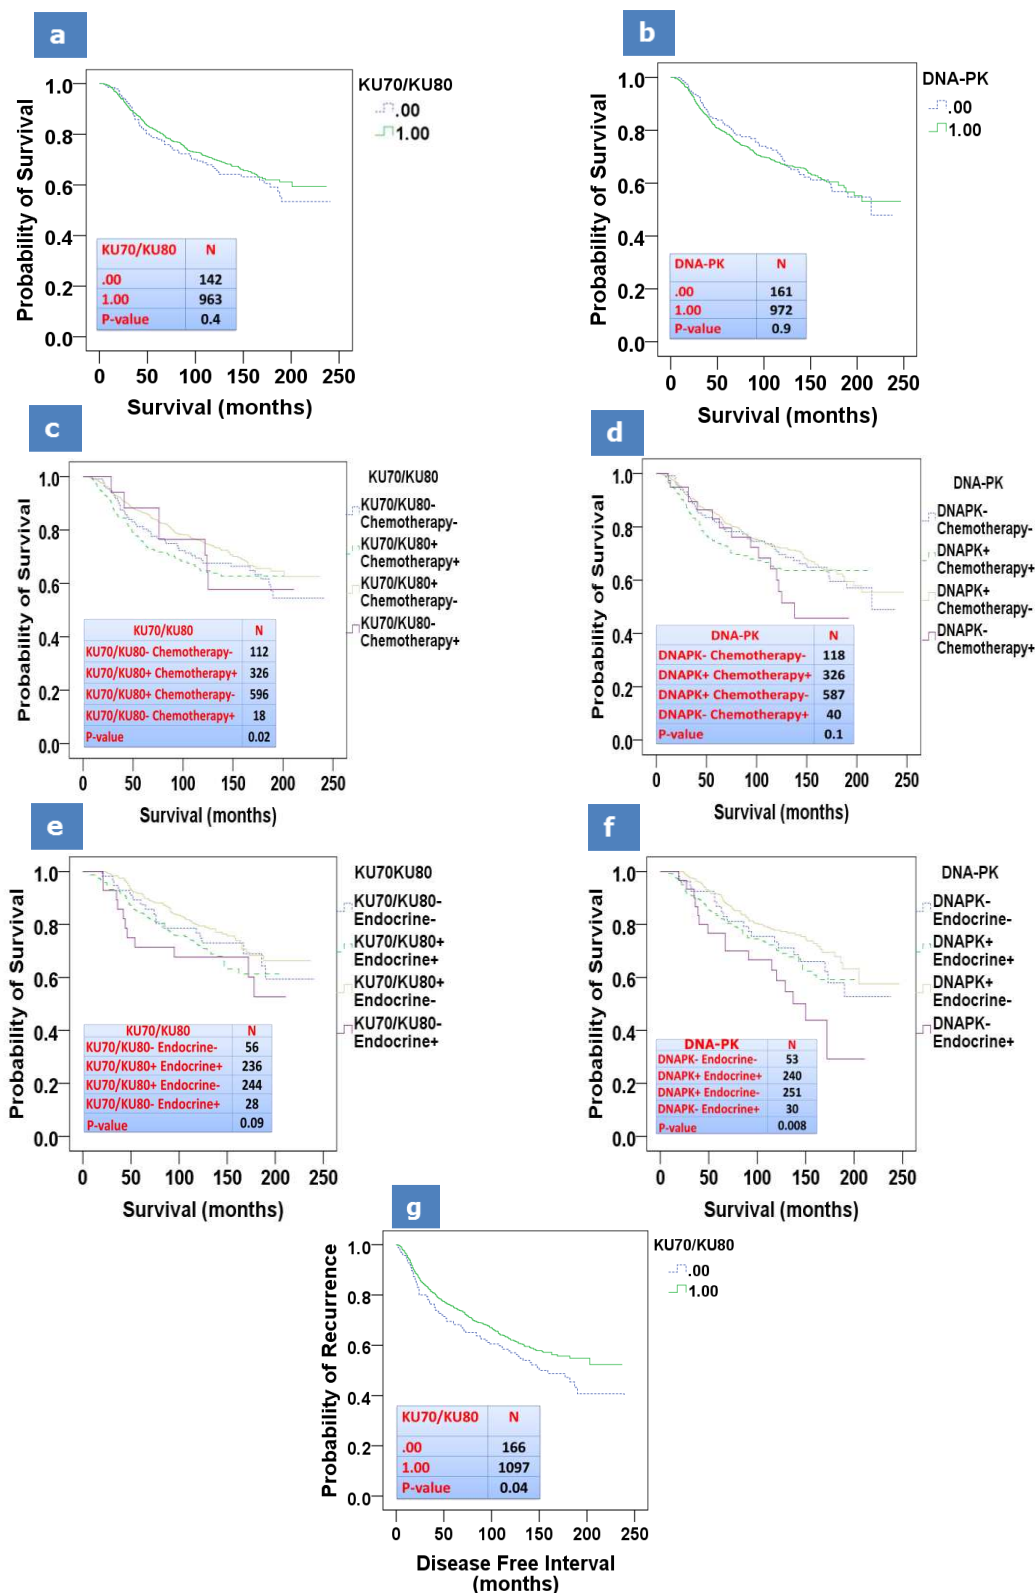 a
KU70/KU80
.00
1.00
Probability of Survival
1.0
0.8
0.6
0.4
0.2
0.0
KU70/KU80 N
.00 142
1.00 963
P-value 0.4
0 50 100 150 200 250
Survival (months)
b
DNA-PK
.00
1.00
Probability of Survival
1.0
0.8
0.6
0.4
0.2
0.0
DNA-PK N
.00 161
1.00 972
P-value 0.9
0 50 100 150 200 250
Survival (months)
c
KU70/KU80
KU70/KU80-
Chemotherapy-
KU70/KU80+
Chemotherapy+
KU70/KU80+
Chemotherapy-
KU70/KU80-
Chemotherapy+
Probability of Survival
1.0
0.8
0.6
0.4
0.2
0.0
KU70/KU80 N
KU70/KU80- Chemotherapy- 112
KU70/KU80+ Chemotherapy+ 326
KU70/KU80+ Chemotherapy- 596
KU70/KU80- Chemotherapy+ 18
P-value 0.02
0 50 100 150 200 250
Survival (months)
d
DNA-PK
DNAPK-
Chemotherapy-
DNAPK+
Chemotherapy+
DNAPK+
Chemotherapy-
DNAPK-
Chemotherapy+
Probability of Survival
1.0
0.8
0.6
0.4
0.2
0.0
DNA-PK N
DNAPK- Chemotherapy- 118
DNAPK+ Chemotherapy+ 326
DNAPK+ Chemotherapy- 587
DNAPK- Chemotherapy+ 40
P-value 0.1
0 50 100 150 200 250
Survival (months)
e
KU70KU80
KU70/KU80-
Endocrine-
KU70/KU80+
Endocrine+
KU70/KU80+
Endocrine-
KU70/KU80-
Endocrine+
Probability of Survival
1.0
0.8
0.6
0.4
0.2
0.0
KU70/KU80 N
KU70/KU80- Endocrine- 56
KU70/KU80+ Endocrine+ 236
KU70/KU80+ Endocrine- 244
KU70/KU80- Endocrine+ 28
P-value 0.09
0 50 100 150 200 250
Survival (months)
f
DNA-PK
DNAPK-
Endocrine-
DNAPK+
Endocrine+
DNAPK+
Endocrine-
DNAPK-
Endocrine+
Probability of Survival
1.0
0.8
0.6
0.4
0.2
0.0
DNA-PK N
DNAPK- Endocrine- 53
DNAPK+ Endocrine+ 240
DNAPK+ Endocrine- 251
DNAPK- Endocrine+ 30
P-value 0.008
0 50 100 150 200 250
Survival (months)
g
KU70/KU80
.00
1.00
Probability of Recurrence
1.0
0.8
0.6
0.4
0.2
0.0
KU70/KU80 N
.00 166
1.00 1097
P-value 0.04
0 50 100 150 200 250
Disease Free Interval
(months)